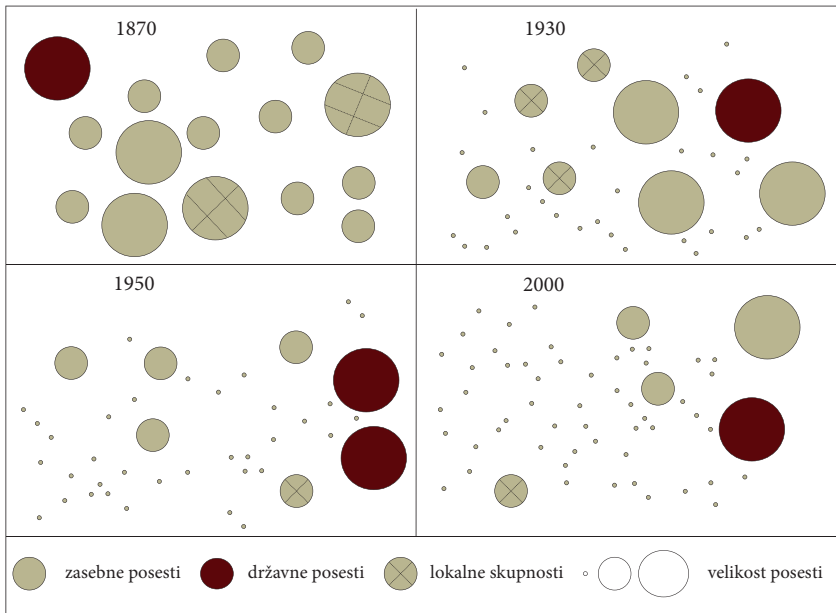 1870
1930
1950
2000
zasebne posesti
državne posesti
lokalne skupnosti
velikost posesti